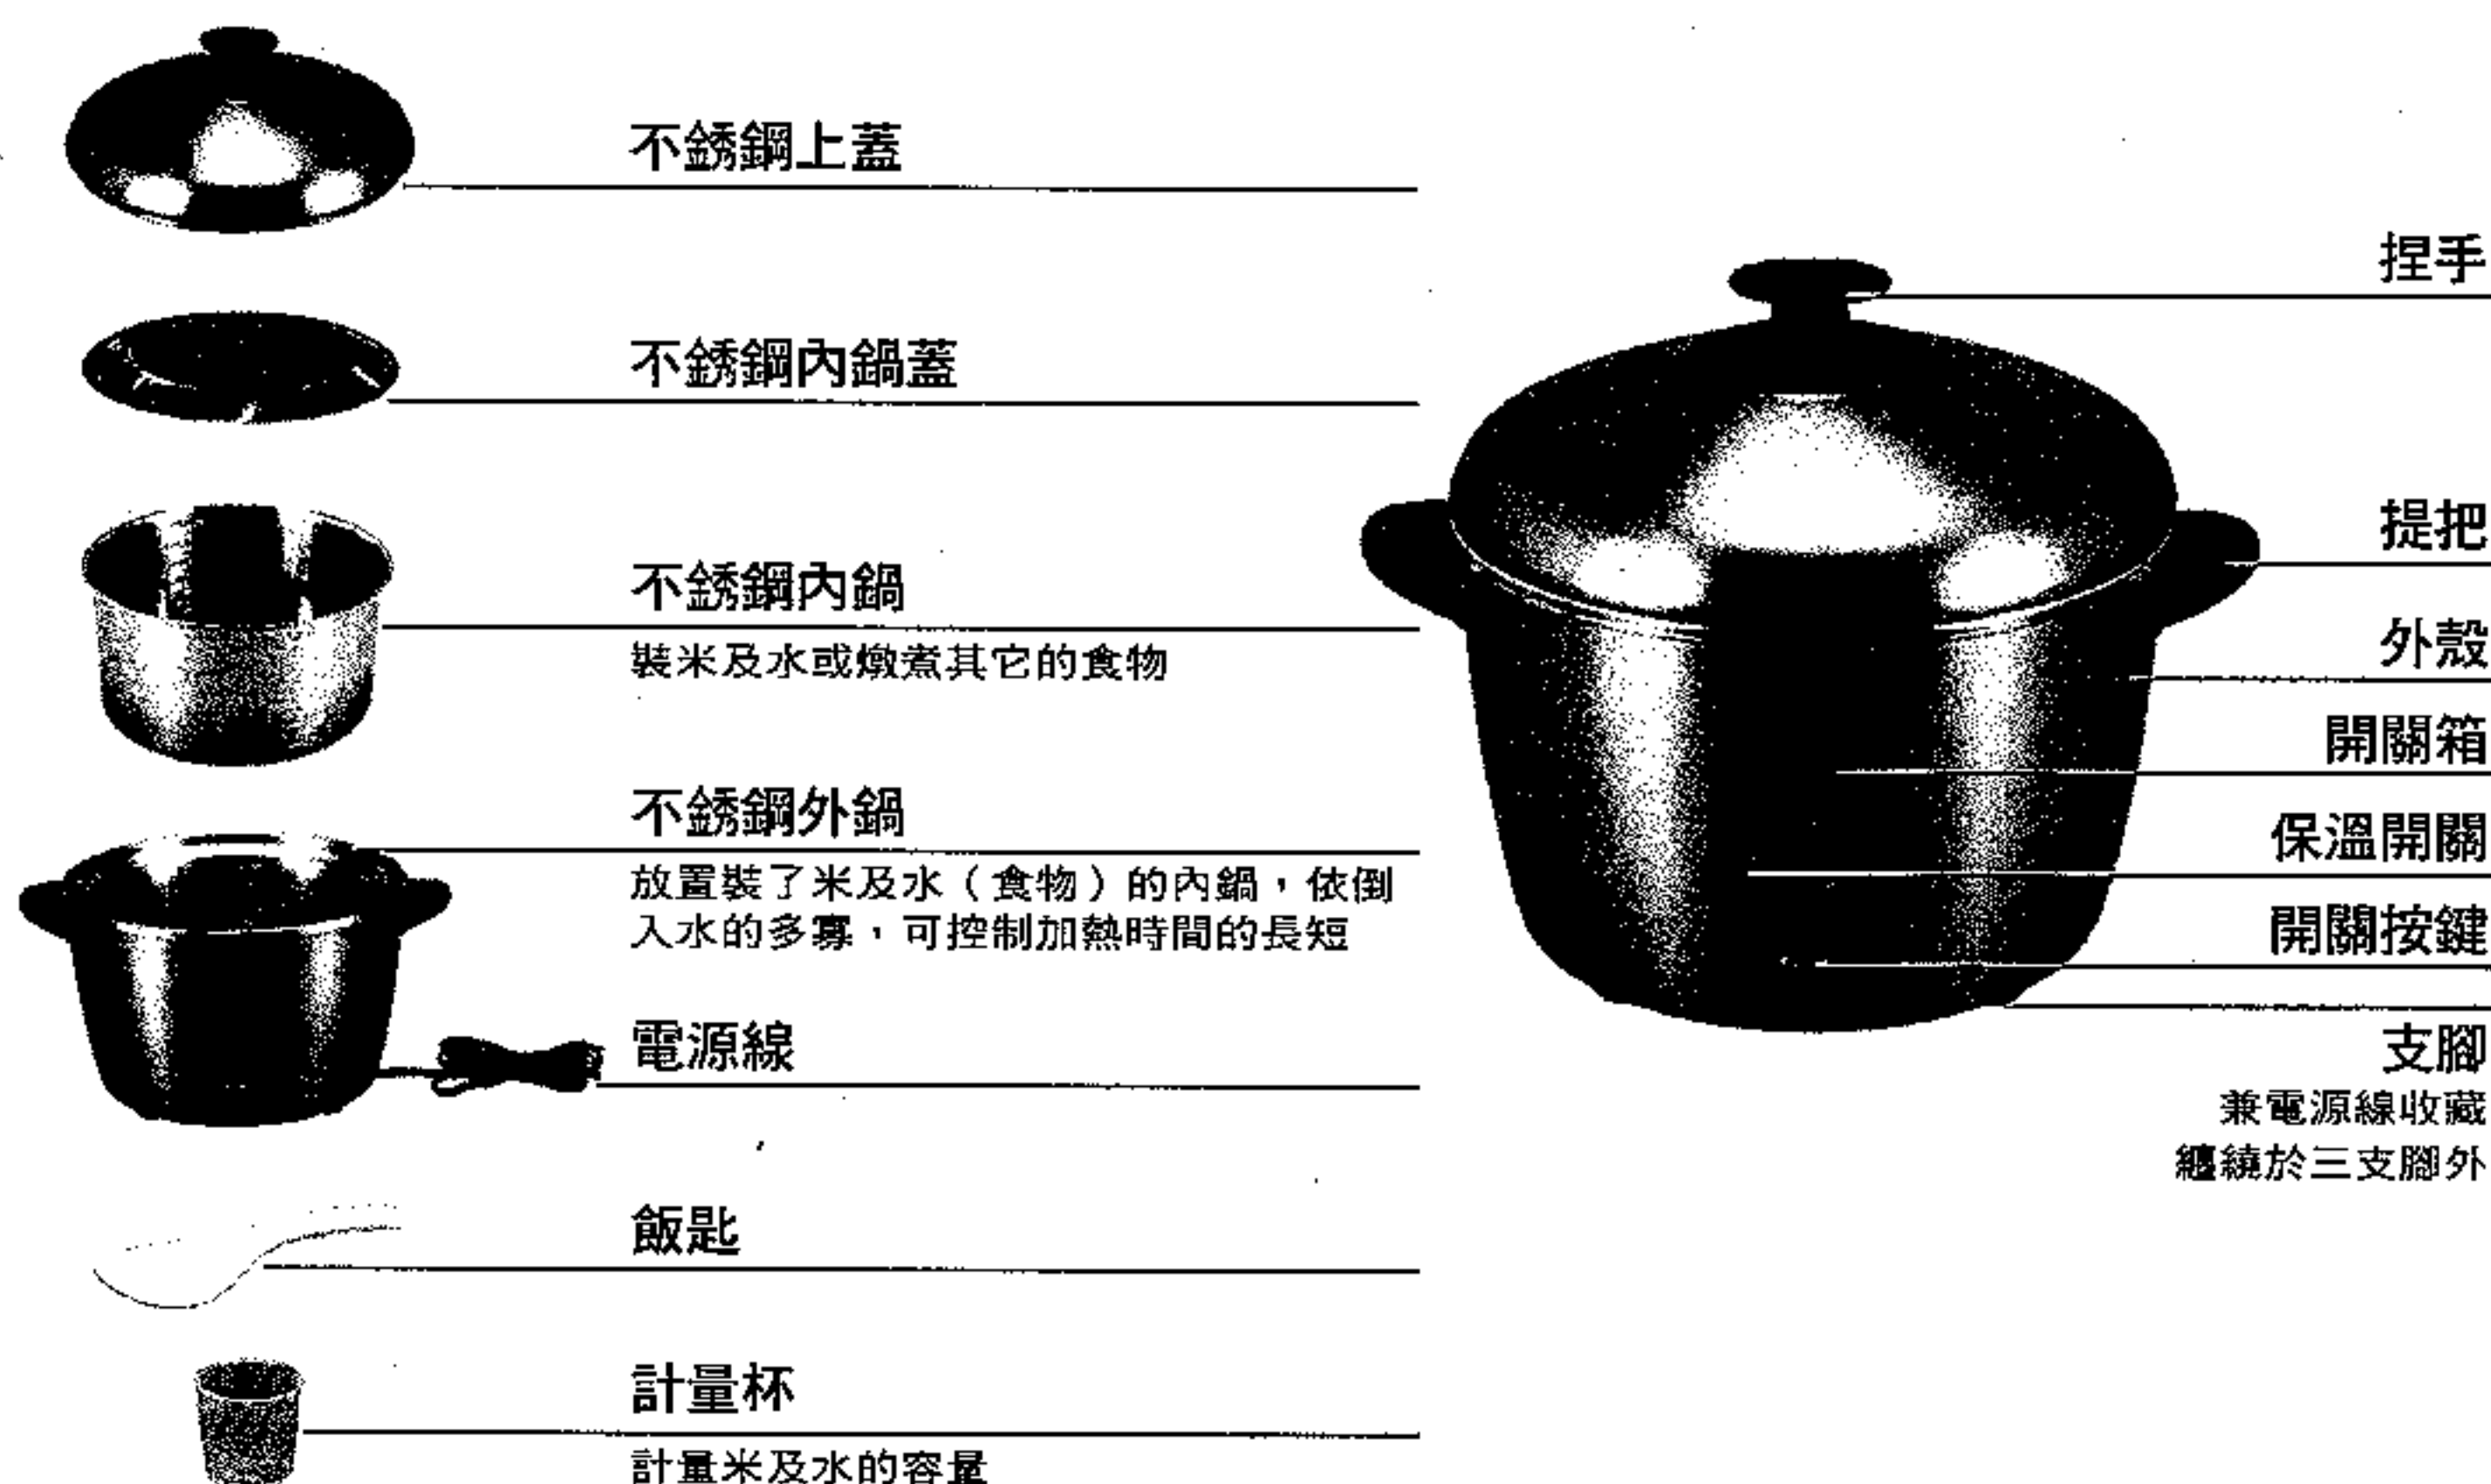 不銹鋼上蓋
不銹鋼內鍋蓋
不銹鋼內鍋
裝米及水或燉煮其它的食物
不銹鋼外鍋
放置裝了米及水（食物）的內鍋，依倒
入水的多寡，可控制加熱時間的長短
電源線
飯匙
計量杯
計量米及水的容量
捏手
提把
外殼
開關箱
保溫開關
開關按鍵
支腳
兼電源線收藏
纏繞於三支腳外